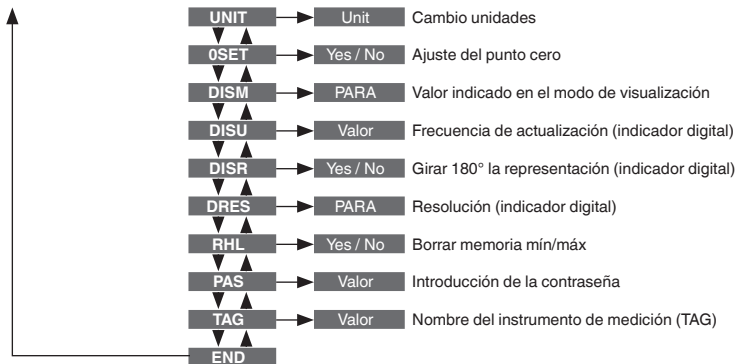 UNIT Unit Cambio unidades
0SET Yes / No Ajuste del punto cero
DISM PARA Valor indicado en el modo de visualización
DISU Valor Frecuencia de actualización (indicador digital)
DISR Yes / No Girar 180° la representación (indicador digital)
DRES PARA Resolución (indicador digital)
RHL Yes / No Borrar memoria mín/máx
PAS Valor Introducción de la contraseña
TAG Valor Nombre del instrumento de medición (TAG)
END